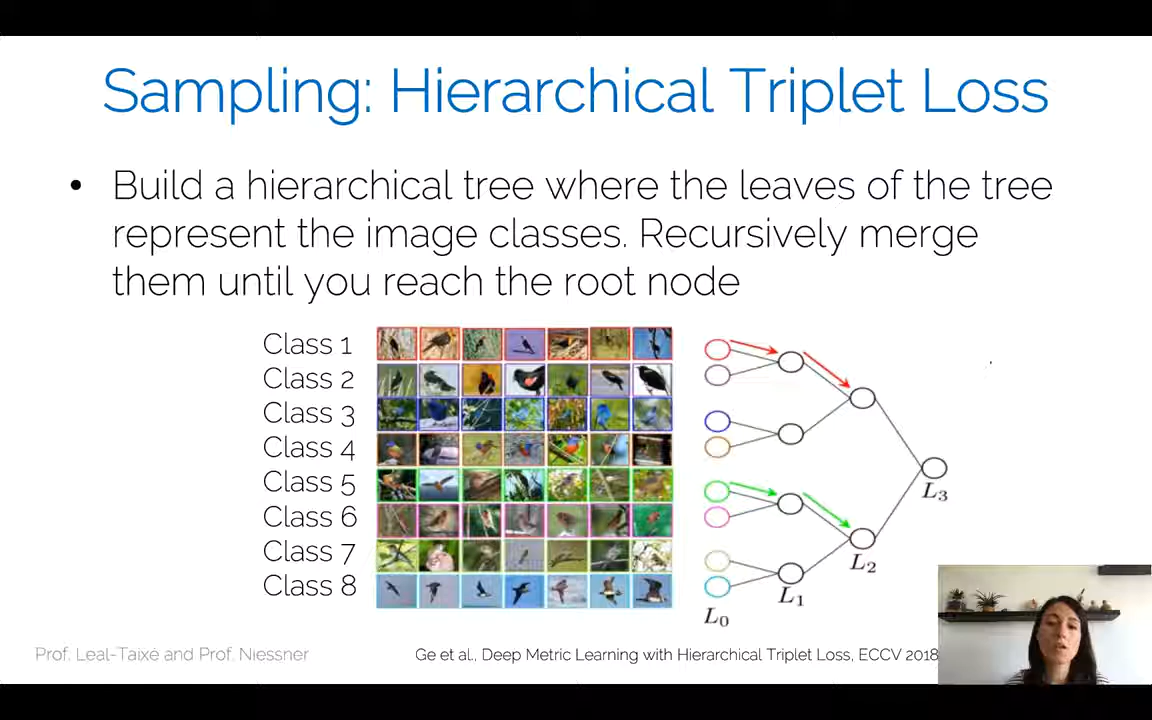 Sampling: Hierarchical Triplet Loss
• Build a hierarchical tree where the leaves of the tree
represent the image classes. Recursively merge
them until you reach the root node
Class 1
Class 2
Class 3
Class 4
Class 5
Class 6
Class 7
Class 8
L₀
L₁
L₂
L₃
Prof. Leal-Taixé and Prof. Niessner
Ge et al., Deep Metric Learning with Hierarchical Triplet Loss, ECCV 2018